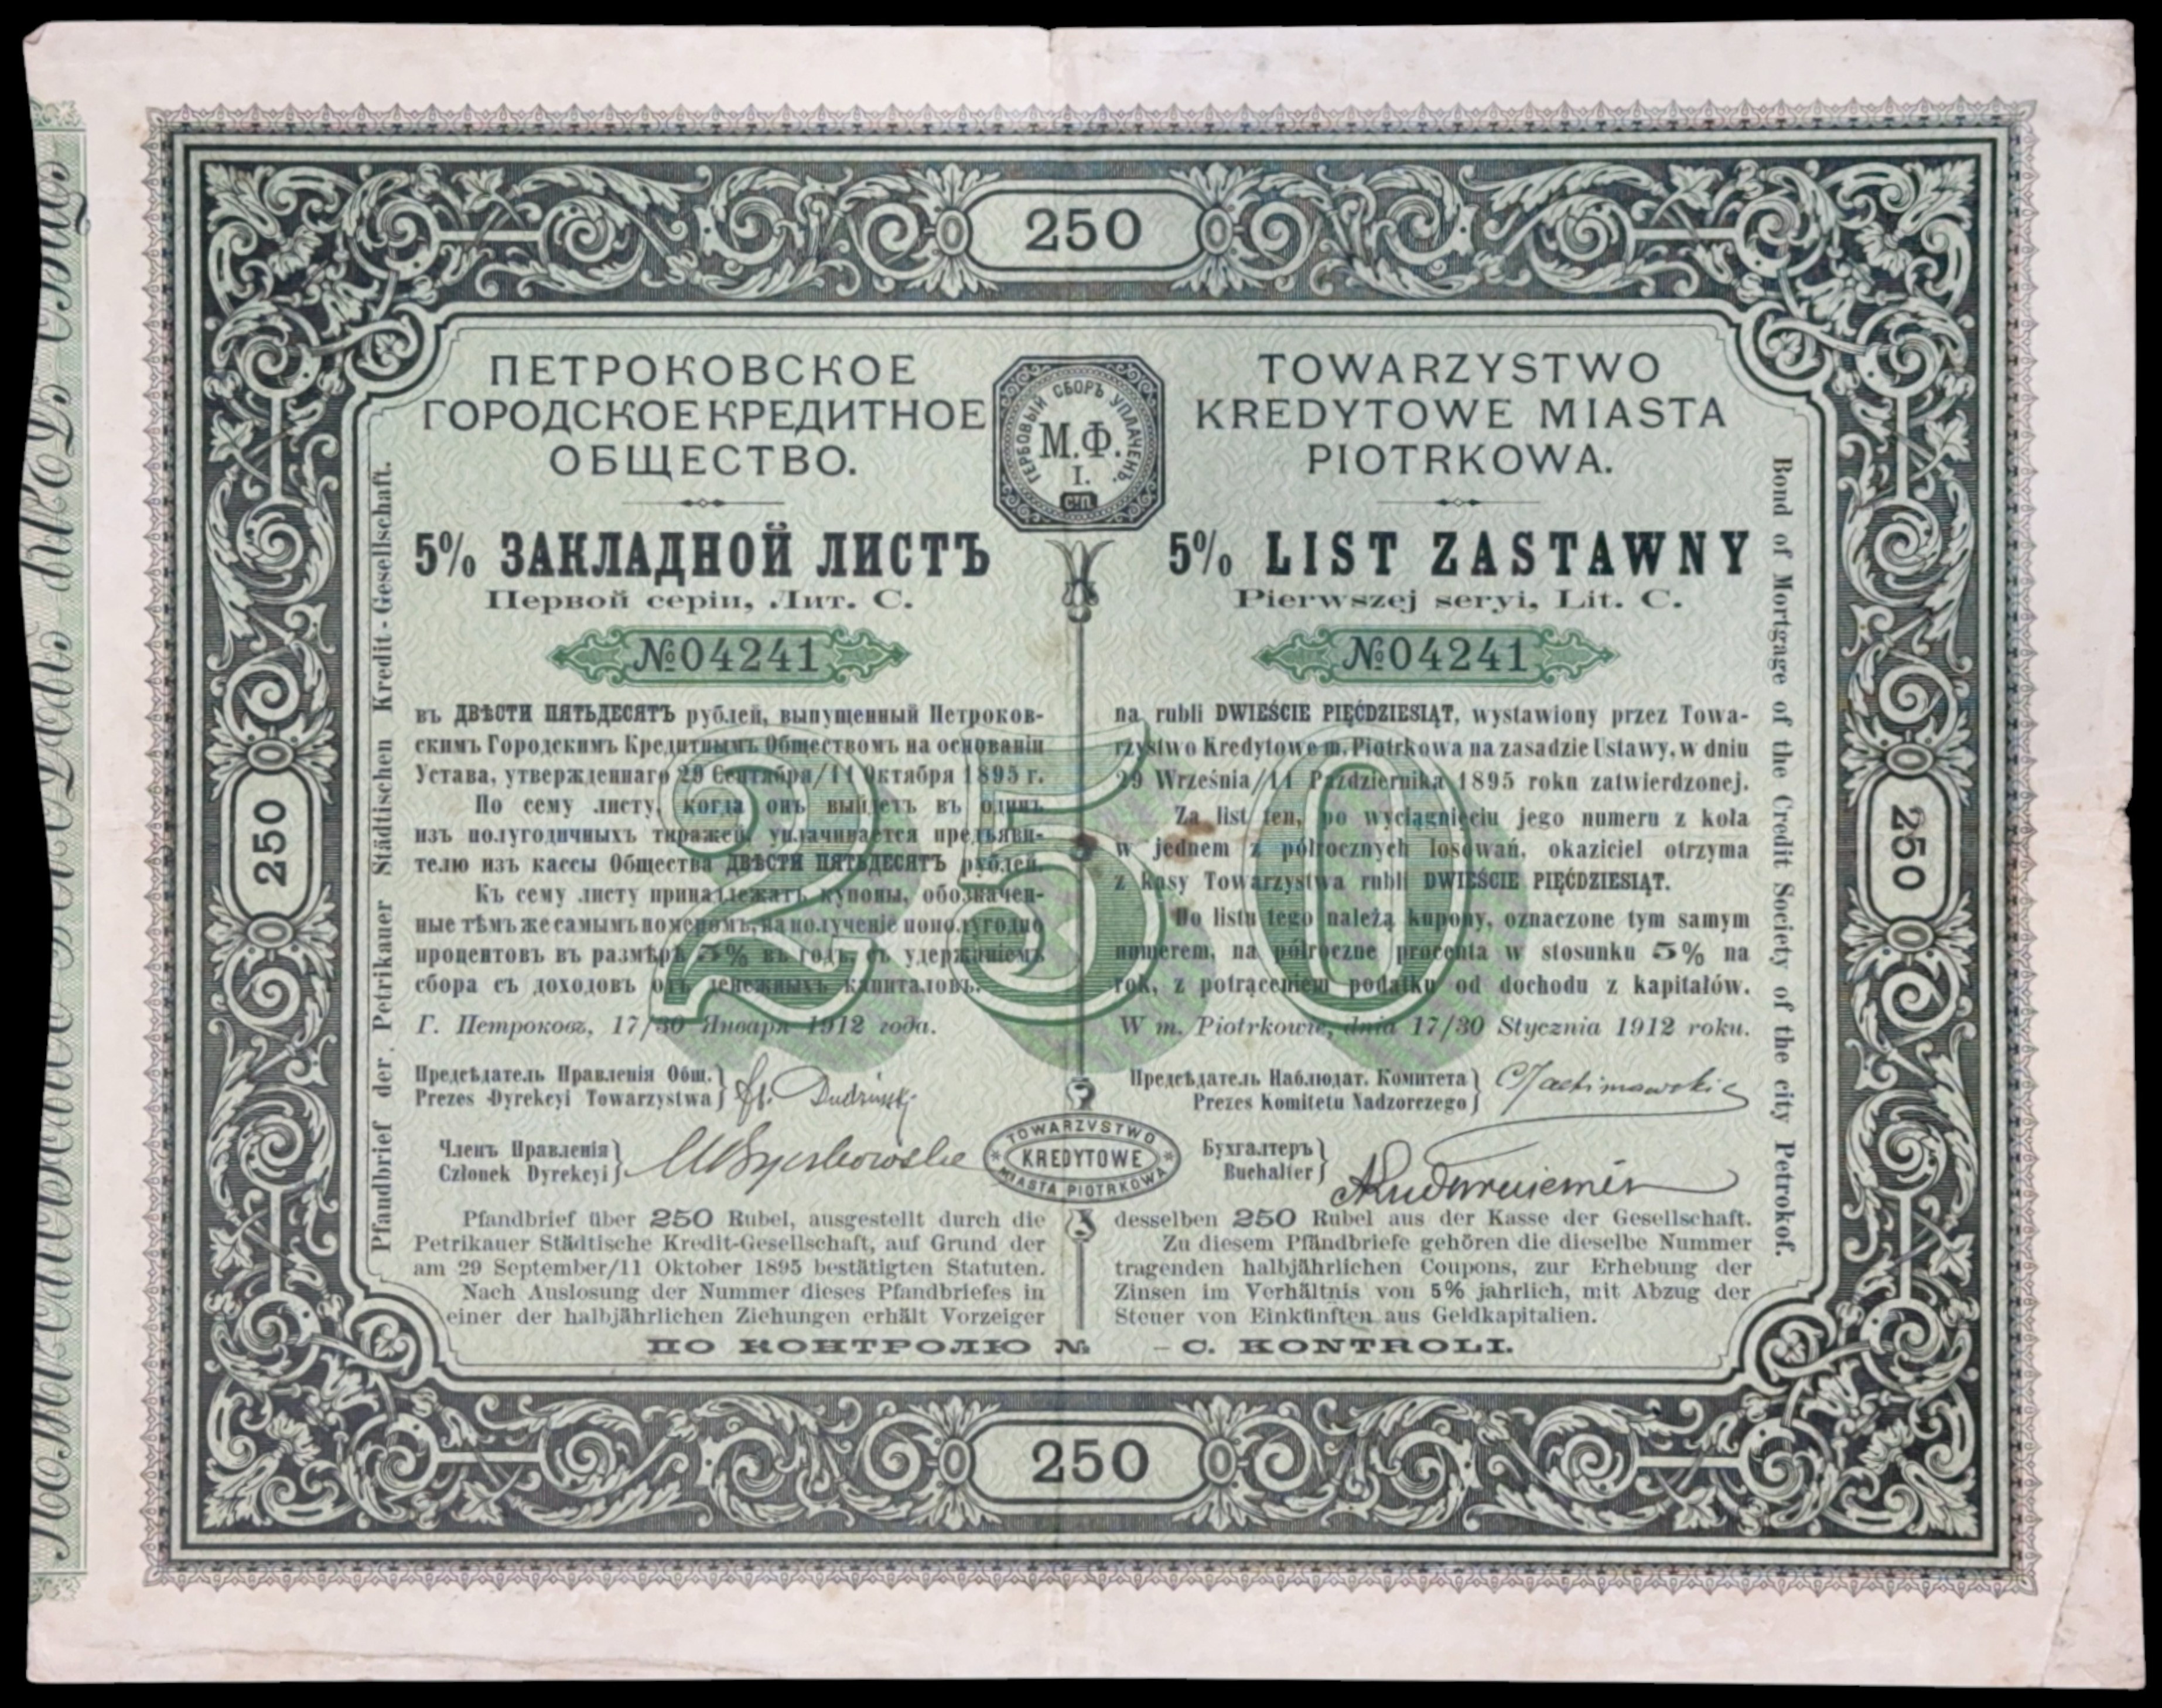 250
ПЕТРОКОВСКОЕ
ГОРОДСКОЕ КРЕДИТНОЕ
ОБЩЕСТВО.
5% ЗАКЛАДНОЙ ЛИСТЪ
Первой серіи, Лит. С.
№04241
въ ДВѢСТИ ПЯТЬДЕСЯТЪ рублей, выпущенный Петроков-
скимъ Городскимъ Кредитнымъ Обществомъ на основаніи
Устава, утвержденнаго 29 Сентября/11 Октября 1895 г.
По сему листу, когда онъ выйдетъ въ одинъ
изъ полугодичныхъ тиражей, уплачивается предъяви-
телю изъ кассы Общества ДВѢСТИ ПЯТЬДЕСЯТЪ рублей.
Къ сему листу принадлежатъ купоны, обозначен-
ные тѣмъ же самымъ номеромъ, на полученіе полугодно
процентовъ въ размѣрѣ 5% въ годъ, съ удержаніемъ
сбора съ доходовъ отъ денежныхъ капиталовъ.
Г. Петроковъ, 17/30 Января 1912 года.
Предсѣдатель Правленія Общ.
Prezes Dyrekcyi Towarzystwa
Членъ Правленія
Członek Dyrekcyi
ГЕРБОВЫЙ СБОРЪ УПЛАЧЕНЪ.
М.Ф.
I.
С.П.
TOWARZYSTWO
KREDYTOWE MIASTA
PIOTRKOWA.
5% LIST ZASTAWNY
Pierwszej seryi, Lit. C.
№04241
na rubli DWIEŚCIE PIĘĆDZIESIĄT, wystawiony przez Towa-
rzystwo Kredytowe m. Piotrkowa na zasadzie Ustawy, w dniu
29 Września/11 Października 1895 roku zatwierdzonej.
Za list ten, po wyciągnięciu jego numeru z koła
w jednem z półrocznych losowań, okaziciel otrzyma
z kasy Towarzystwa rubli DWIEŚCIE PIĘĆDZIESIĄT.
Do listu tego należą kupony, oznaczone tym samym
numerem, na półroczne procenta w stosunku 5% na
rok, z potrąceniem podatku od dochodu z kapitałów.
W m. Piotrkowie, dnia 17/30 Stycznia 1912 roku.
Предсѣдатель Наблюдат. Комитета
Prezes Komitetu Nadzorczego
Бухгалтеръ
Buchalter
TOWARZYSTWO
KREDYTOWE
MIASTA PIOTRKOWA
250
Pfandbrief über 250 Rubel, ausgestellt durch die
Petrikauer Städtische Kredit-Gesellschaft, auf Grund der
am 29 September/11 Oktober 1895 bestätigten Statuten.
Nach Auslosung der Nummer dieses Pfandbriefes in
einer der halbjährlichen Ziehungen erhält Vorzeiger
desselben 250 Rubel aus der Kasse der Gesellschaft.
Zu diesem Pfandbriefe gehören die dieselbe Nummer
tragenden halbjährlichen Coupons, zur Erhebung der
Zinsen im Verhältnis von 5% jahrlich, mit Abzug der
Steuer von Einkünften aus Geldkapitalien.
ПО КОНТРОЛЮ № - C. KONTROLI.
Pfandbrief der Petrikauer Städtischen Kredit-Gesellschaft.
Bond of Mortgage of the Credit Society of the city Petrokof.
250
250
250